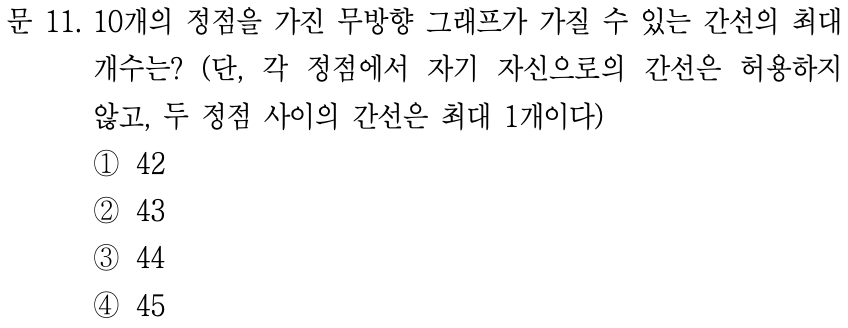 문 11. 10개의 정점을 가진 무방향 그래프가 가질 수 있는 간선의 최대
개수는? (단, 각 정점에서 자기 자신으로의 간선은 허용하지
않고, 두 정점 사이의 간선은 최대 1개이다)
① 42
② 43
③ 44
④ 45